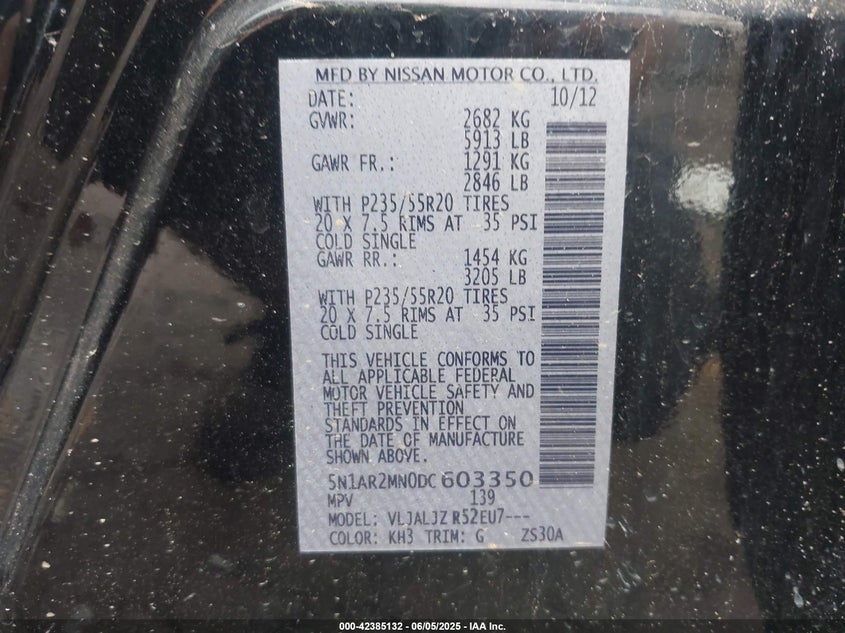 MFD BY NISSAN MOTOR CO., LTD.
DATE: 10/12
GVWR: 2682 KG
5913 LB
GAWR FR.: 1291 KG
2846 LB
WITH P235/55R20 TIRES
20 X 7.5 RIMS AT 35 PSI
COLD SINGLE
GAWR RR.: 1454 KG
3205 LB
WITH P235/55R20 TIRES
20 X 7.5 RIMS AT 35 PSI
COLD SINGLE
THIS VEHICLE CONFORMS TO
ALL APPLICABLE FEDERAL
MOTOR VEHICLE SAFETY AND
THEFT PREVENTION
STANDARDS IN EFFECT ON
THE DATE OF MANUFACTURE
SHOWN ABOVE.
5N1AR2MN0DC603350
MPV 139
MODEL: VLJALJZ R52EU7---
COLOR: KH3 TRIM: G ZS30A
000-42385132 - 06/05/2025 - IAA Inc.